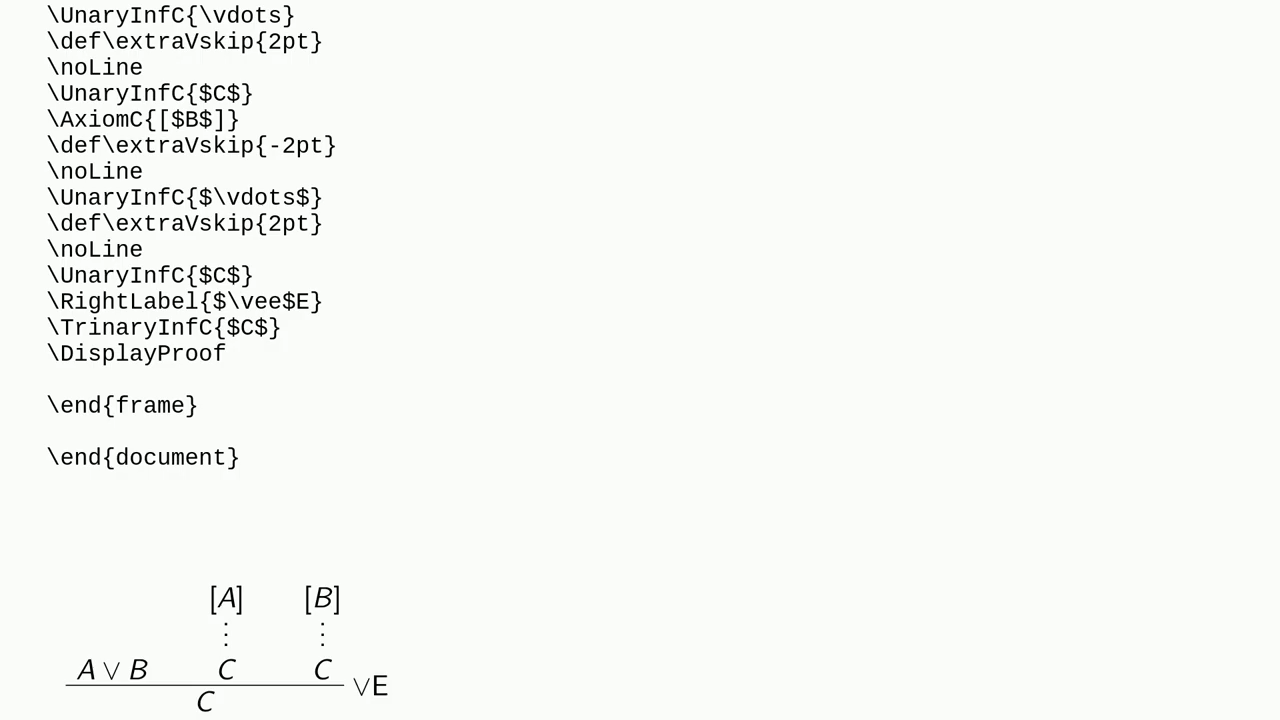 \UnaryInfC{\vdots}
\def\extraVskip{2pt}
\noLine
\UnaryInfC{$C$}
\AxiomC{[$B$]}
\def\extraVskip{-2pt}
\noLine
\UnaryInfC{$\vdots$}
\def\extraVskip{2pt}
\noLine
\UnaryInfC{$C$}
\RightLabel{$\vee$E}
\TrinaryInfC{$C$}
\DisplayProof
\end{frame}
\end{document}
[A] [B]
⋮ ⋮
A ∨ B C C
∨E
C